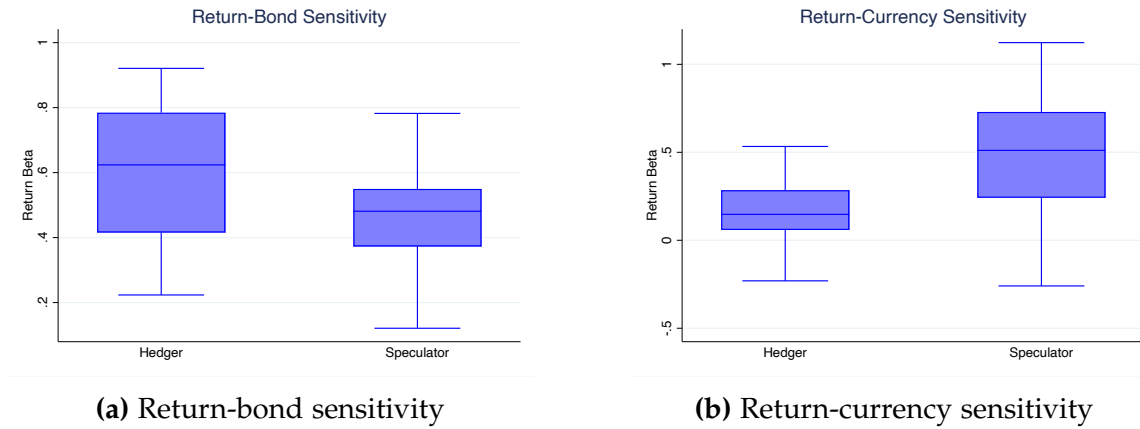 Return-Bond Sensitivity
Return Beta
1
.8
.6
.4
.2
Hedger
Speculator
(a) Return-bond sensitivity
Return-Currency Sensitivity
Return Beta
1
.5
0
-.5
Hedger
Speculator
(b) Return-currency sensitivity